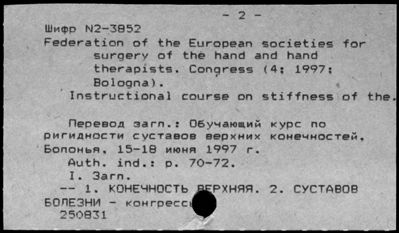 - 2 -
Шифр N2-3852
Federation of the European societies for
surgery of the hand and hand
therapists. Congress (4; 1997;
Bologna).
Instructional course on stiffness of the.
Перевод загл.: Обучающий курс по
ригидности суставов верхних конечностей,
Болонья, 15-18 июня 1997 г.
Auth. ind.: p. 70-72.
I. Загл.
-- 1. КОНЕЧНОСТЬ ВЕРХНЯЯ. 2. СУСТАВОВ
БОЛЕЗНИ - конгрессы
250831